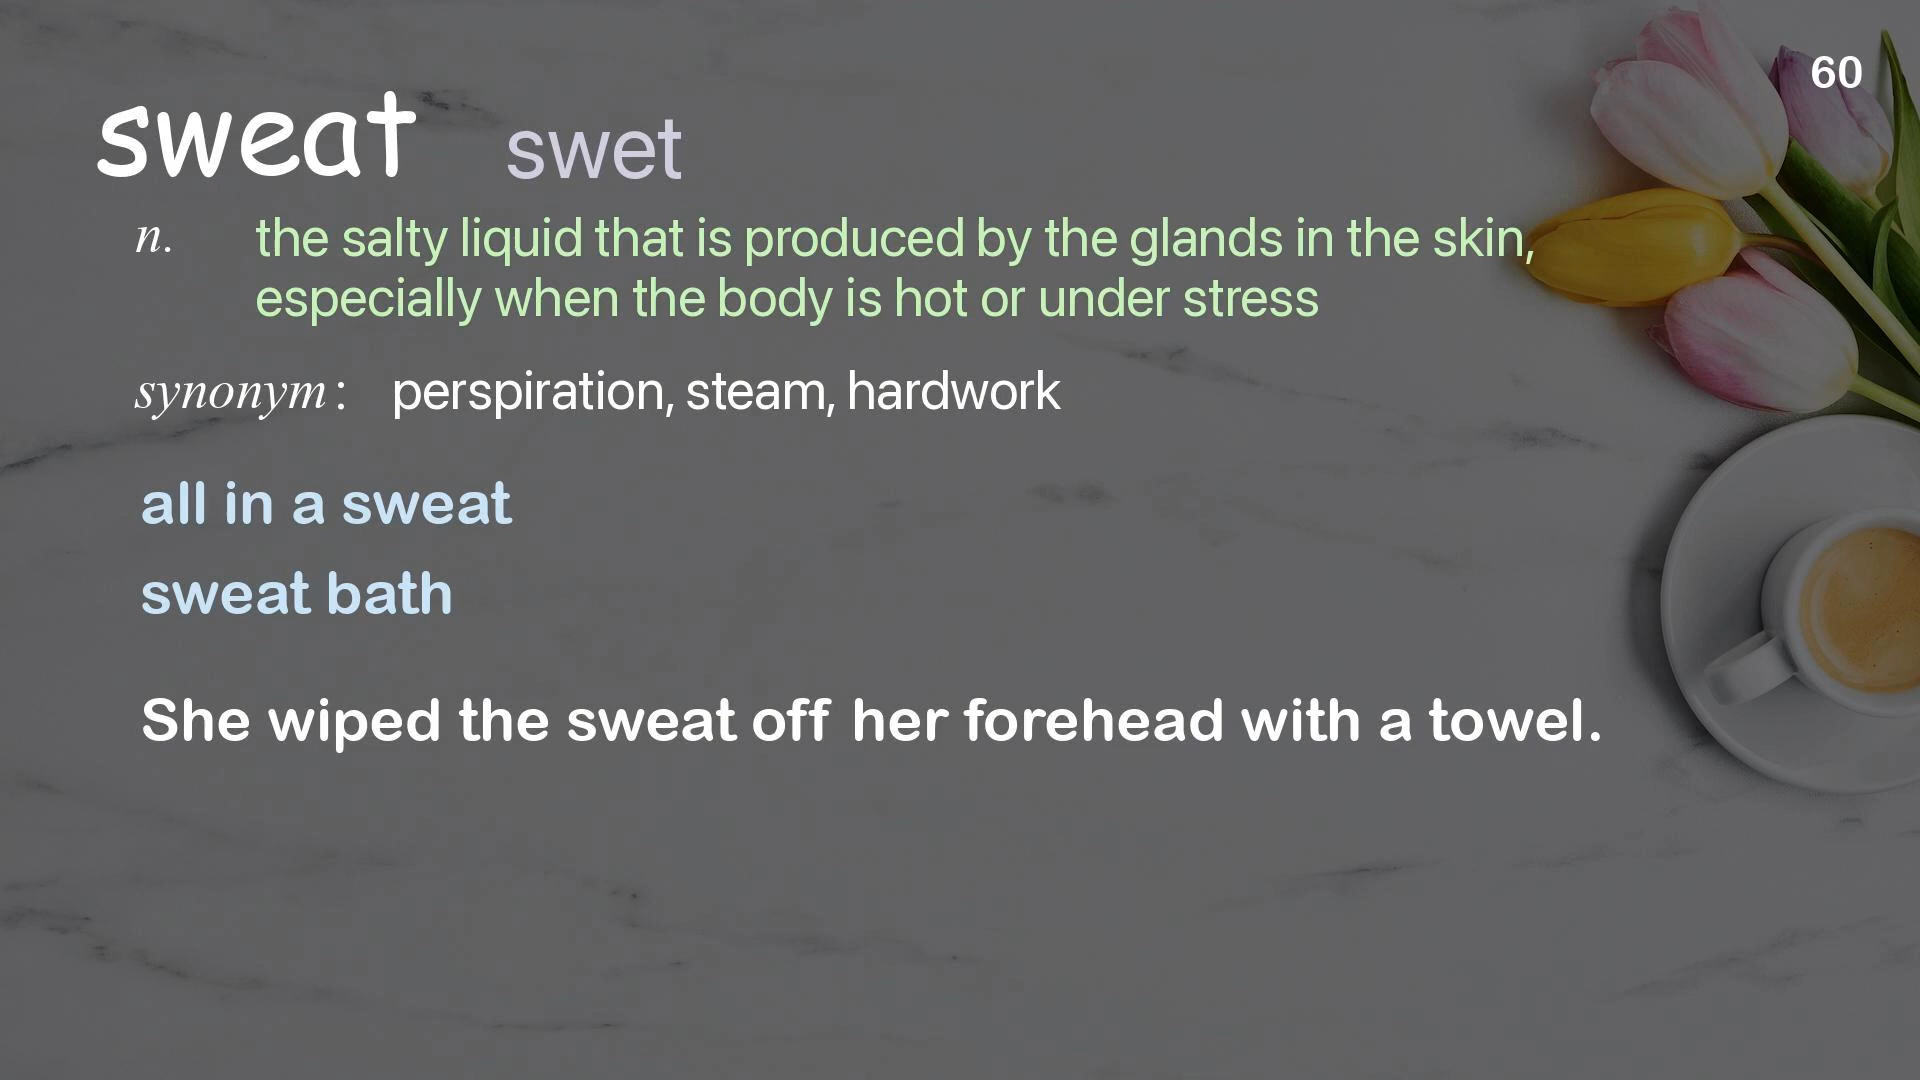 60
sweat swet
n. the salty liquid that is produced by the glands in the skin,
especially when the body is hot or under stress
synonym: perspiration, steam, hardwork
all in a sweat
sweat bath
She wiped the sweat off her forehead with a towel.